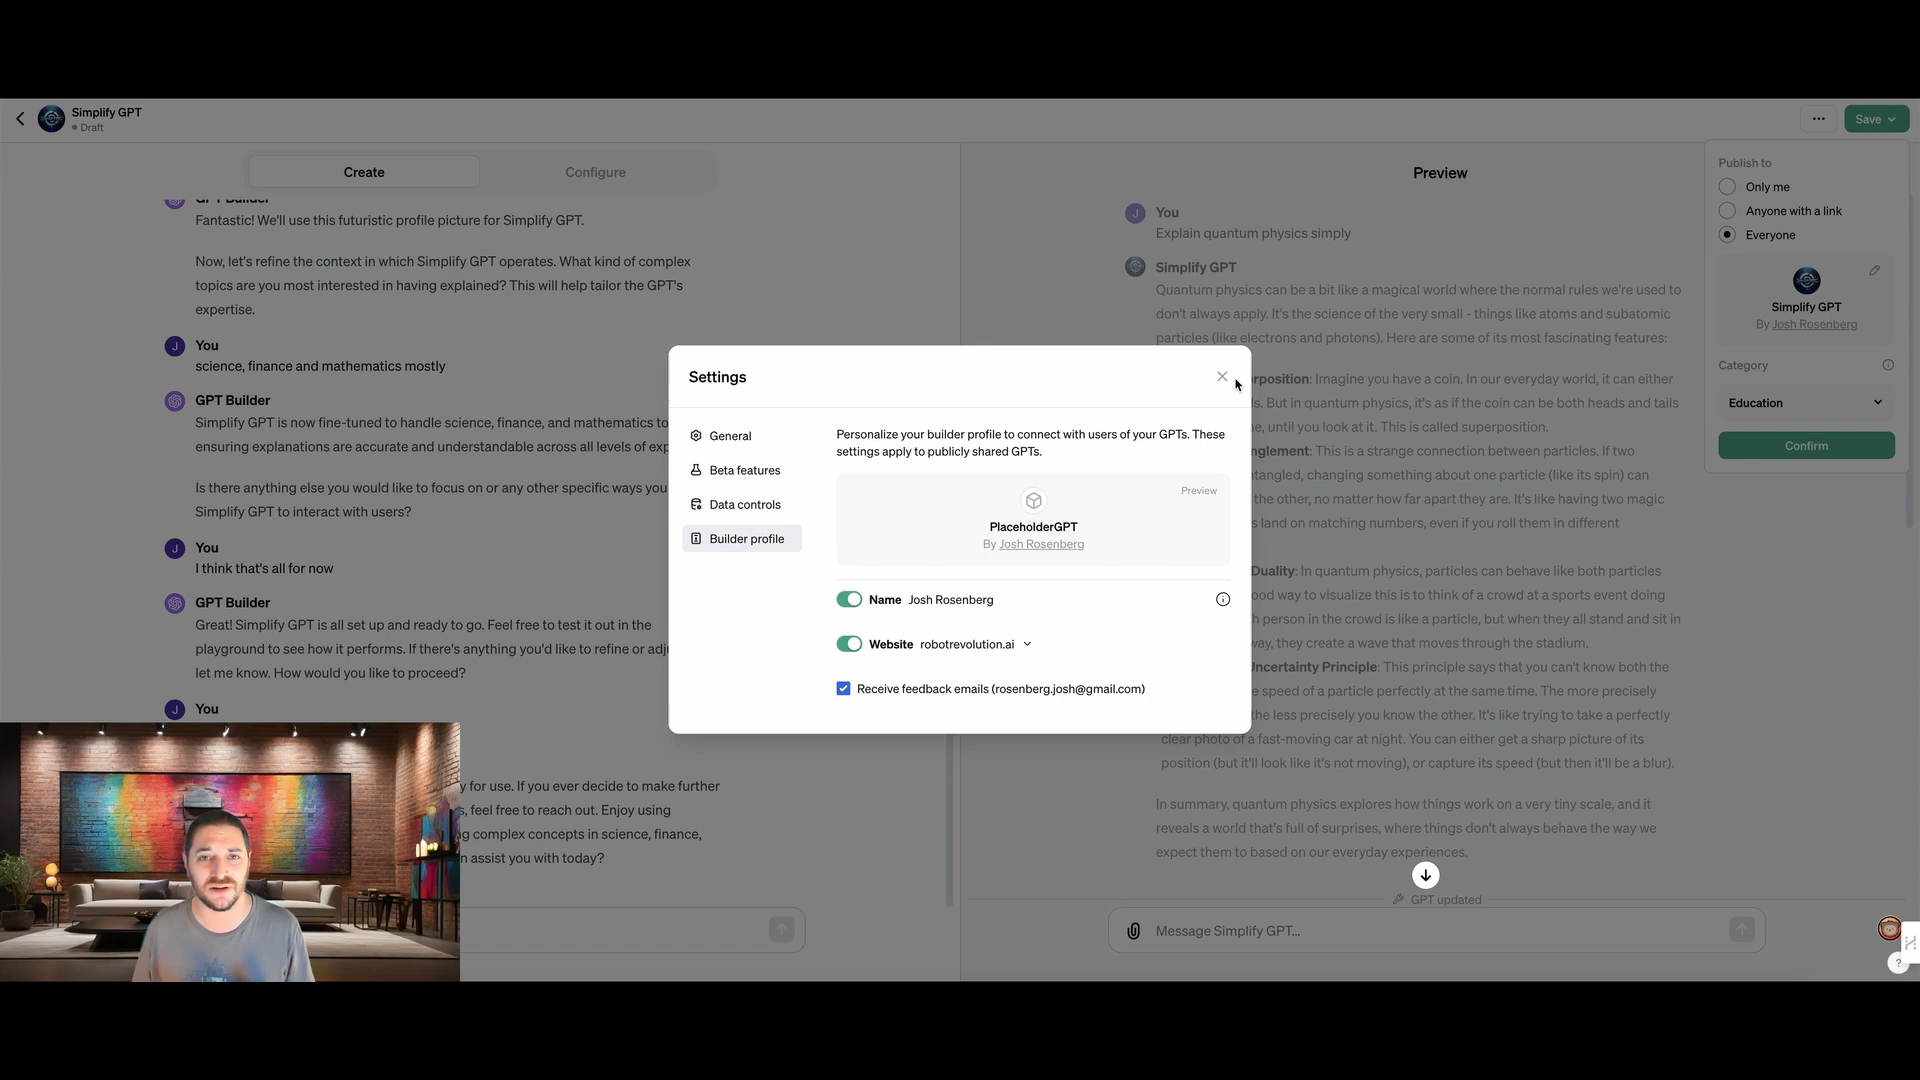 Simplify GPT
Draft
Save
Create
Configure
GPT Builder
Fantastic! We'll use this futuristic profile picture for Simplify GPT.
Now, let's refine the context in which Simplify GPT operates. What kind of complex
topics are you most interested in having explained? This will help tailor the GPT's
expertise.
You
science, finance and mathematics mostly
GPT Builder
Simplify GPT is now fine-tuned to handle science, finance, and mathematics to
ensuring explanations are accurate and understandable across all levels of exp
Is there anything else you would like to focus on or any other specific ways you
Simplify GPT to interact with users?
You
I think that's all for now
GPT Builder
Great! Simplify GPT is all set up and ready to go. Feel free to test it out in the
playground to see how it performs. If there's anything you'd like to refine or adj
let me know. How would you like to proceed?
You
y for use. If you ever decide to make further
s, feel free to reach out. Enjoy using
g complex concepts in science, finance,
n assist you with today?
Settings
General
Beta features
Data controls
Builder profile
Personalize your builder profile to connect with users of your GPTs. These
settings apply to publicly shared GPTs.
Preview
PlaceholderGPT
By Josh Rosenberg
Name Josh Rosenberg
Website robotrevolution.ai
Receive feedback emails (rosenberg.josh@gmail.com)
Preview
J
You
Explain quantum physics simply
Simplify GPT
Quantum physics can be a bit like a magical world where the normal rules we're used to
don't always apply. It's the science of the very small - things like atoms and subatomic
particles (like electrons and photons). Here are some of its most fascinating features:
rposition: Imagine you have a coin. In our everyday world, it can either
s. But in quantum physics, it's as if the coin can be both heads and tails
e, until you look at it. This is called superposition.
nglement: This is a strange connection between particles. If two
ntangled, changing something about one particle (like its spin) can
the other, no matter how far apart they are. It's like having two magic
s land on matching numbers, even if you roll them in different
Duality: In quantum physics, particles can behave like both particles
ood way to visualize this is to think of a crowd at a sports event doing
h person in the crowd is like a particle, but when they all stand and sit in
way, they create a wave that moves through the stadium.
Uncertainty Principle: This principle says that you can't know both the
e speed of a particle perfectly at the same time. The more precisely
the less precisely you know the other. It's like trying to take a perfectly
clear photo of a fast-moving car at night. You can either get a sharp picture of its
position (but it'll look like it's not moving), or capture its speed (but then it'll be a blur).
In summary, quantum physics explores how things work on a very tiny scale, and it
reveals a world that's full of surprises, where things don't always behave the way we
expect them to based on our everyday experiences.
GPT updated
Message Simplify GPT...
Publish to
Only me
Anyone with a link
Everyone
Simplify GPT
By Josh Rosenberg
Category
Education
Confirm
?